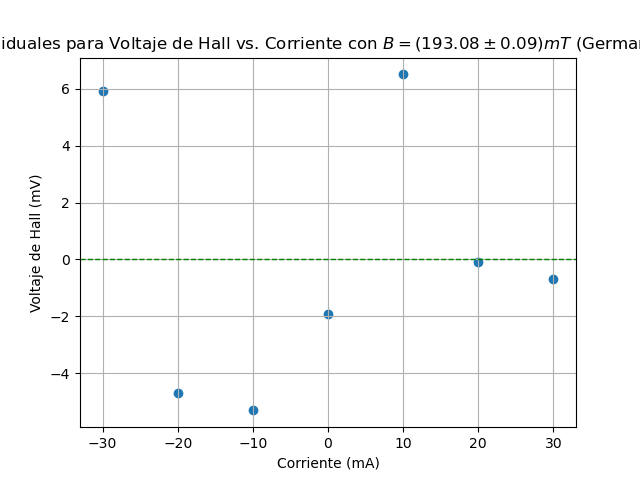 iduales para Voltaje de Hall vs. Corriente con B = (193.08 ± 0.09)mT (German
6
4
2
0
−2
−4
Voltaje de Hall (mV)
−30 −20 −10 0 10 20 30
Corriente (mA)